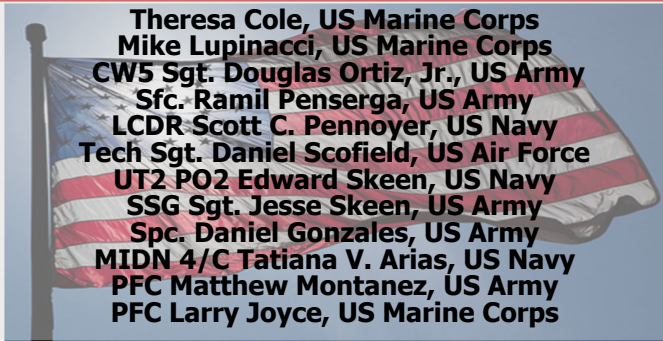 Theresa Cole, US Marine Corps
Mike Lupinacci, US Marine Corps
CW5 Sgt. Douglas Ortiz, Jr., US Army
Sfc. Ramil Penserga, US Army
LCDR Scott C. Pennoyer, US Navy
Tech Sgt. Daniel Scofield, US Air Force
UT2 PO2 Edward Skeen, US Navy
SSG Sgt. Jesse Skeen, US Army
Spc. Daniel Gonzales, US Army
MIDN 4/C Tatiana V. Arias, US Navy
PFC Matthew Montanez, US Army
PFC Larry Joyce, US Marine Corps